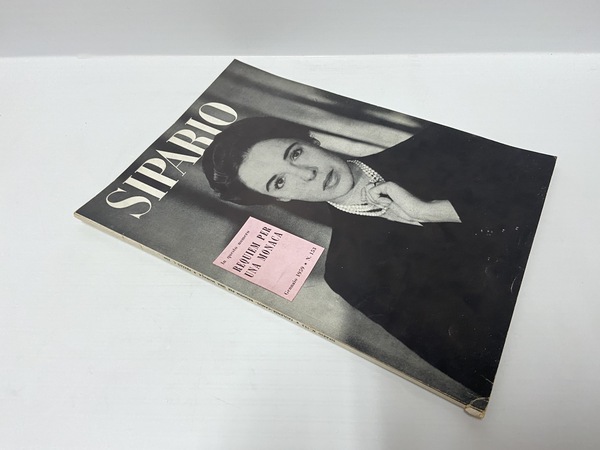 SIPARIO
In questo numero
REQUIEM PER
UNA MONACA
Gennaio 1959 • N. 153